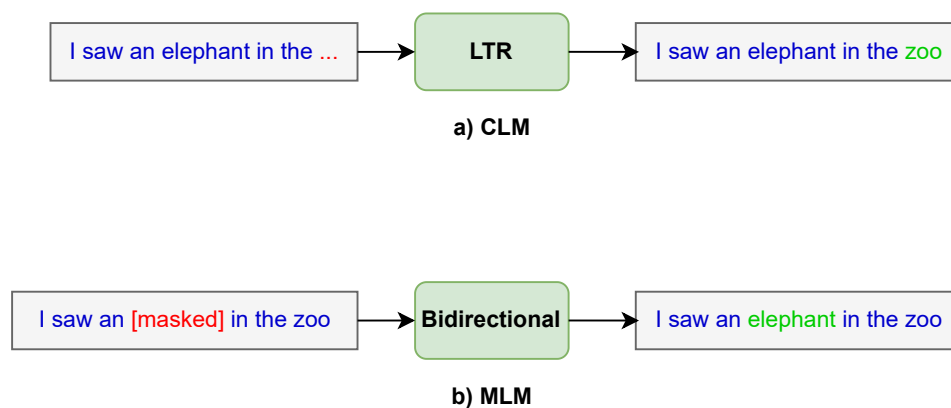 I saw an elephant in the ...
LTR
I saw an elephant in the zoo
a) CLM
I saw an [masked] in the zoo
Bidirectional
I saw an elephant in the zoo
b) MLM